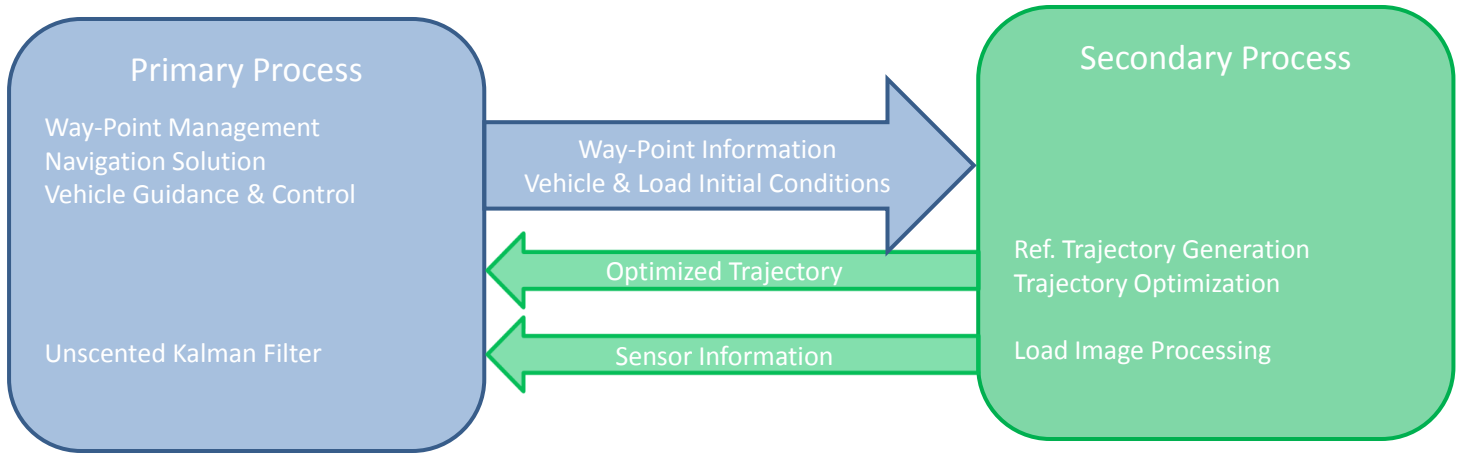 Primary Process
Way-Point Management
Navigation Solution
Vehicle Guidance & Control
Unscented Kalman Filter
Way-Point Information
Vehicle & Load Initial Conditions
Optimized Trajectory
Sensor Information
Secondary Process
Ref. Trajectory Generation
Trajectory Optimization
Load Image Processing